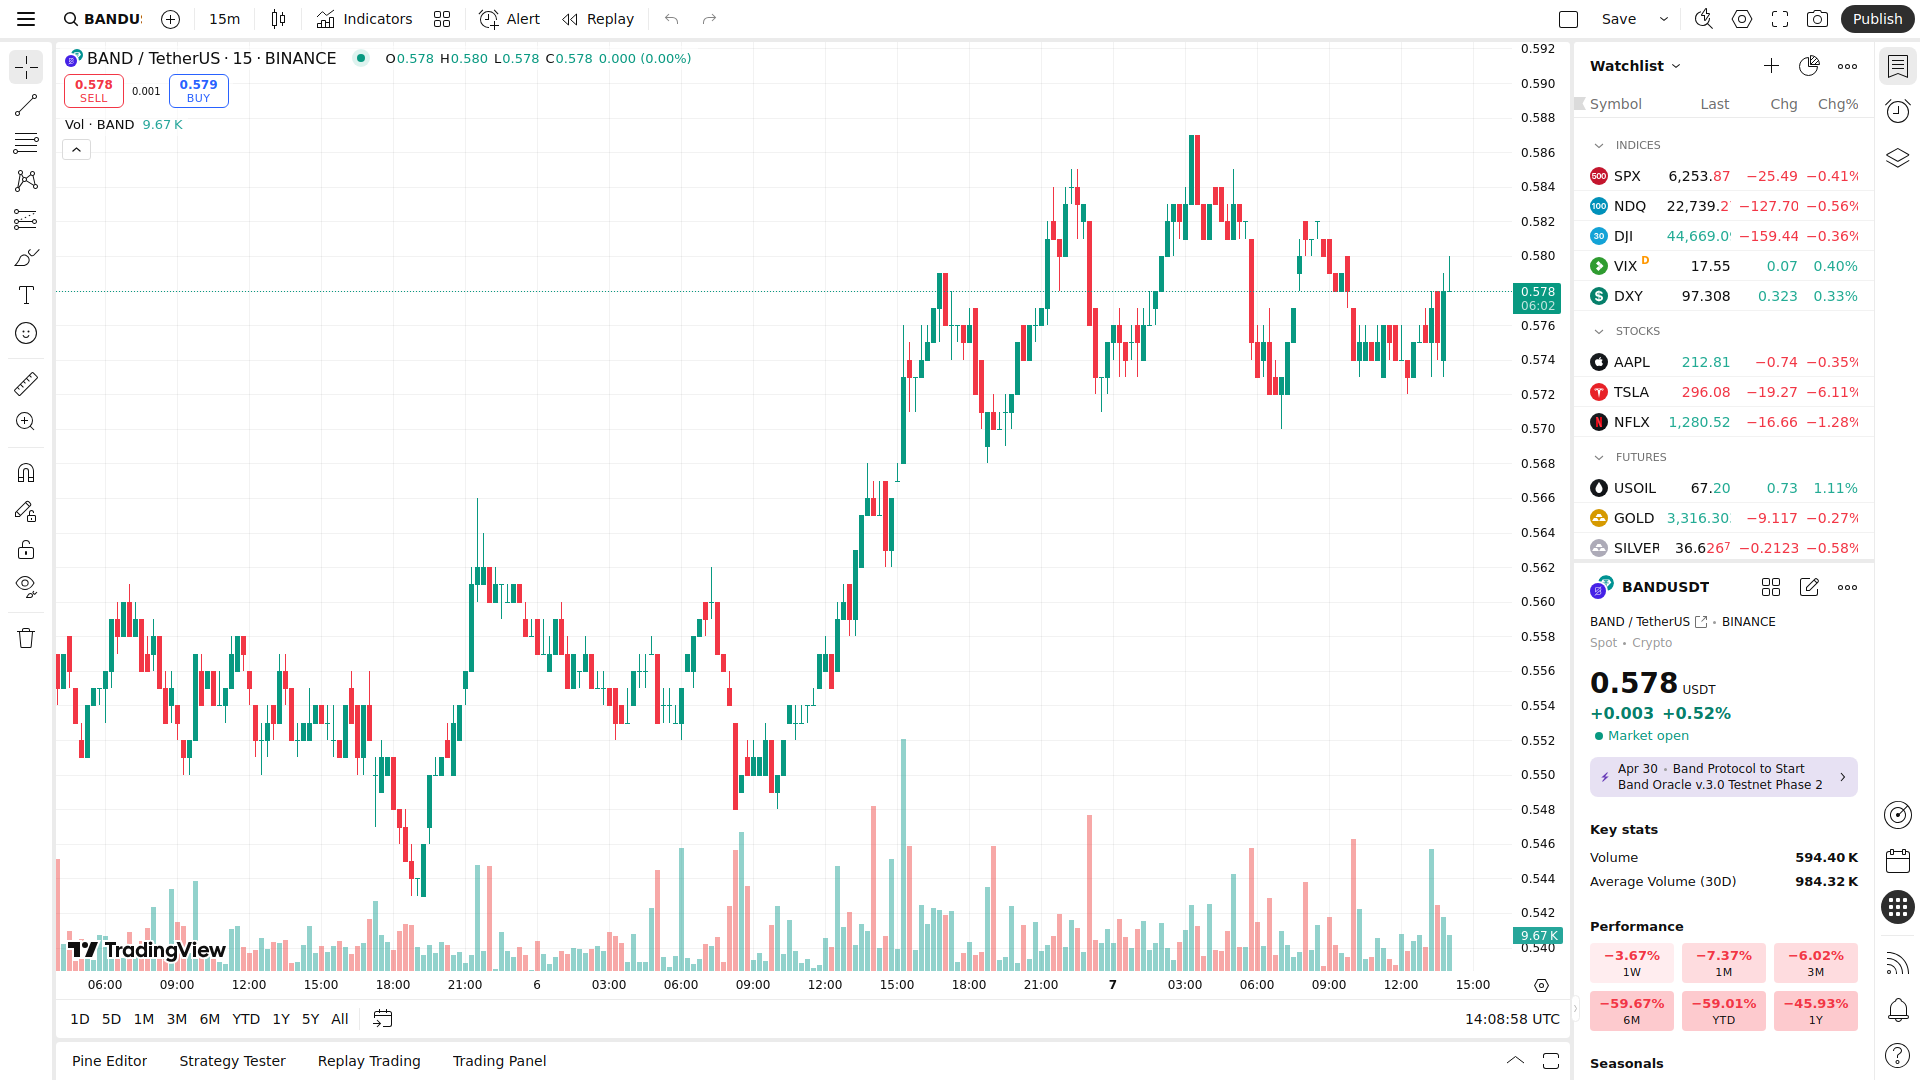 BANDU
15m
Indicators
Alert
Replay
Save
Publish
BAND / TetherUS · 15 · BINANCE
O0.578 H0.580 L0.578 C0.578 0.000 (0.00%)
0.578
SELL
0.001
0.579
BUY
Vol · BAND 9.67 K
0.592
0.590
0.588
0.586
0.584
0.582
0.580
0.578
06:02
0.576
0.574
0.572
0.570
0.568
0.566
0.564
0.562
0.560
0.558
0.556
0.554
0.552
0.550
0.548
0.546
0.544
0.542
9.67 K
0.540
TradingView
06:00 09:00 12:00 15:00 18:00 21:00 6 03:00 06:00 09:00 12:00 15:00 18:00 21:00 7 03:00 06:00 09:00 12:00 15:00
1D 5D 1M 3M 6M YTD 1Y 5Y All
14:08:58 UTC
Pine Editor Strategy Tester Replay Trading Trading Panel
Watchlist
Symbol Last Chg Chg%
INDICES
500 SPX 6,253.87 −25.49 −0.41%
100 NDQ 22,739.2 −127.70 −0.56%
30 DJI 44,669.0 −159.44 −0.36%
VIX D 17.55 0.07 0.40%
$ DXY 97.308 0.323 0.33%
STOCKS
AAPL 212.81 −0.74 −0.35%
TSLA 296.08 −19.27 −6.11%
N NFLX 1,280.52 −16.66 −1.28%
FUTURES
USOIL 67.20 0.73 1.11%
GOLD 3,316.30 −9.117 −0.27%
SILVER 36.6267 −0.2123 −0.58%
BANDUSDT
BAND / TetherUS • BINANCE
Spot • Crypto
0.578 USDT
+0.003 +0.52%
Market open
Apr 30 • Band Protocol to Start
Band Oracle v.3.0 Testnet Phase 2
Key stats
Volume 594.40 K
Average Volume (30D) 984.32 K
Performance
−3.67% −7.37% −6.02%
1W 1M 3M
−59.67% −59.01% −45.93%
6M YTD 1Y
Seasonals